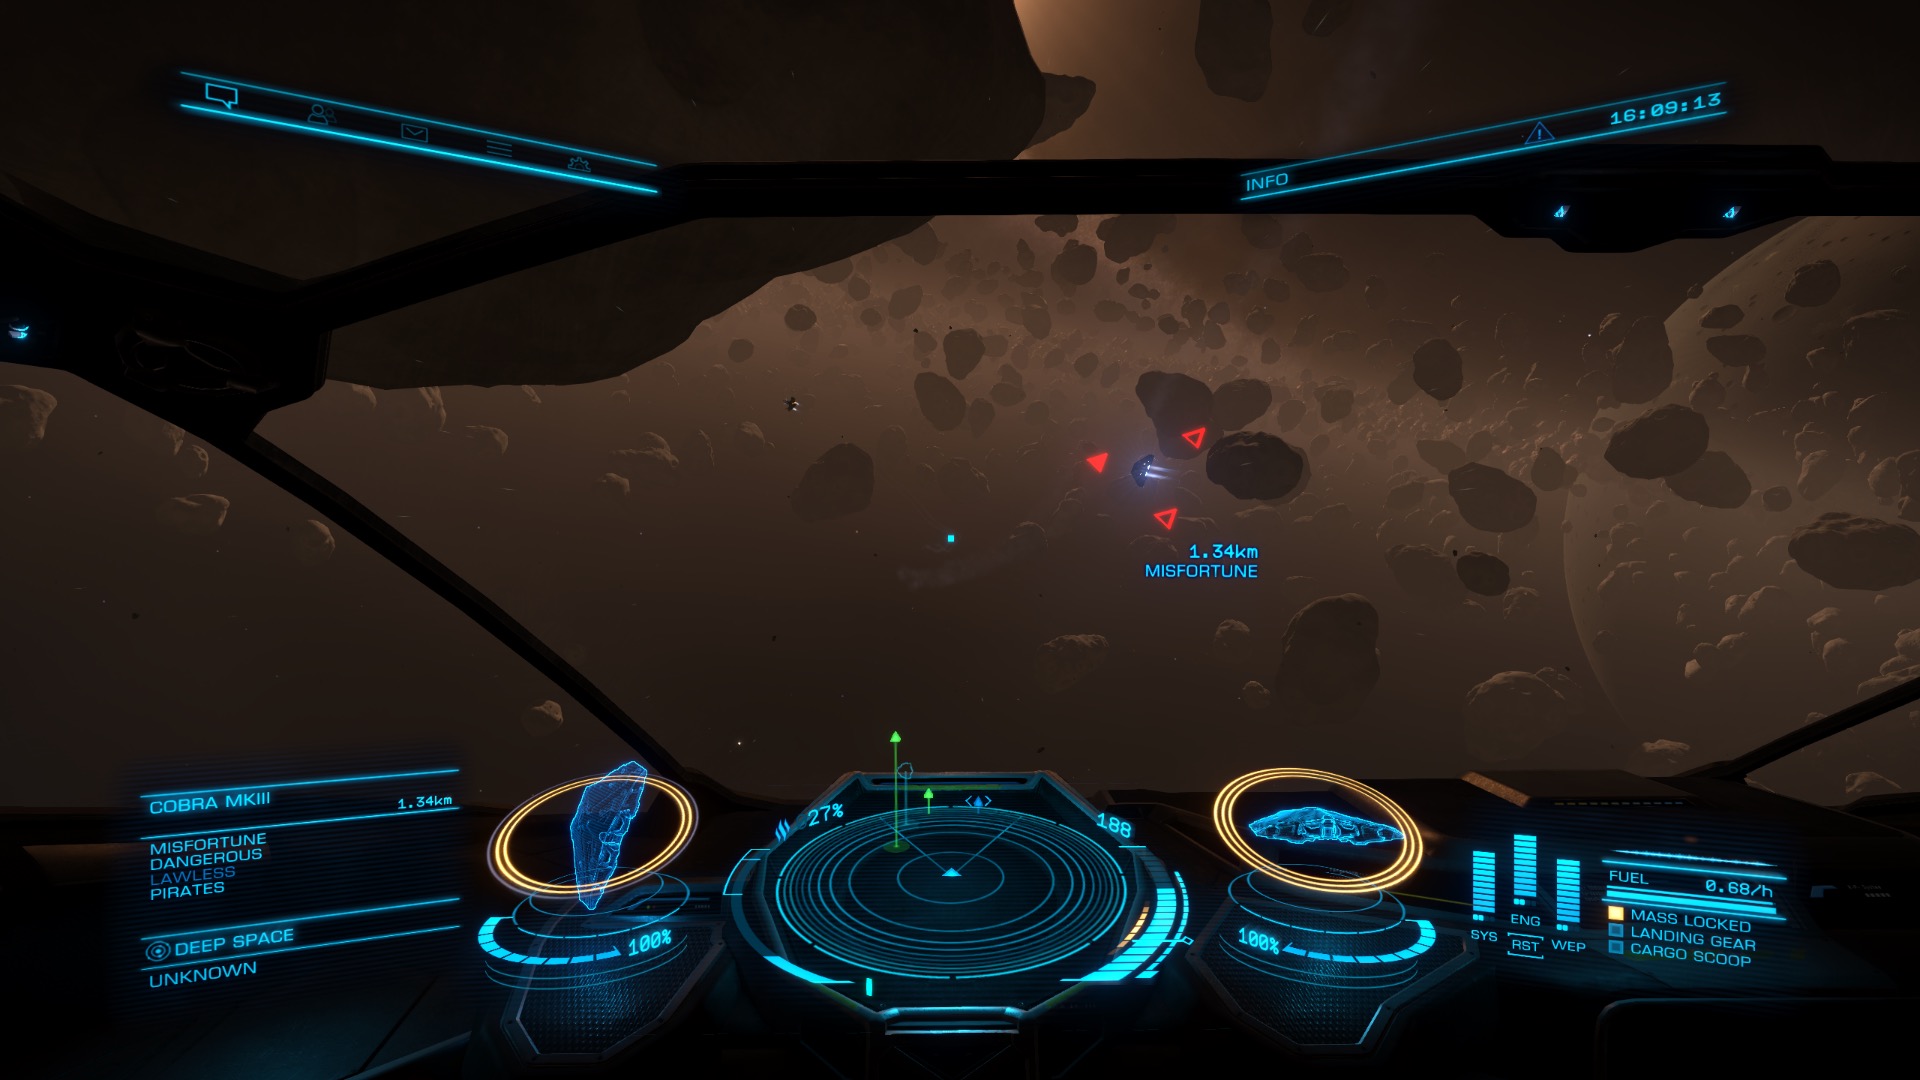 16:09:13
INFO
1.34km
MISFORTUNE
COBRA MKIII
1.34km
MISFORTUNE
DANGEROUS
LAWLESS
PIRATES
DEEP SPACE
UNKNOWN
100%
27%
188
100%
SYS
ENG
WEP
RST
FUEL
0.68/h
MASS LOCKED
LANDING GEAR
CARGO SCOOP